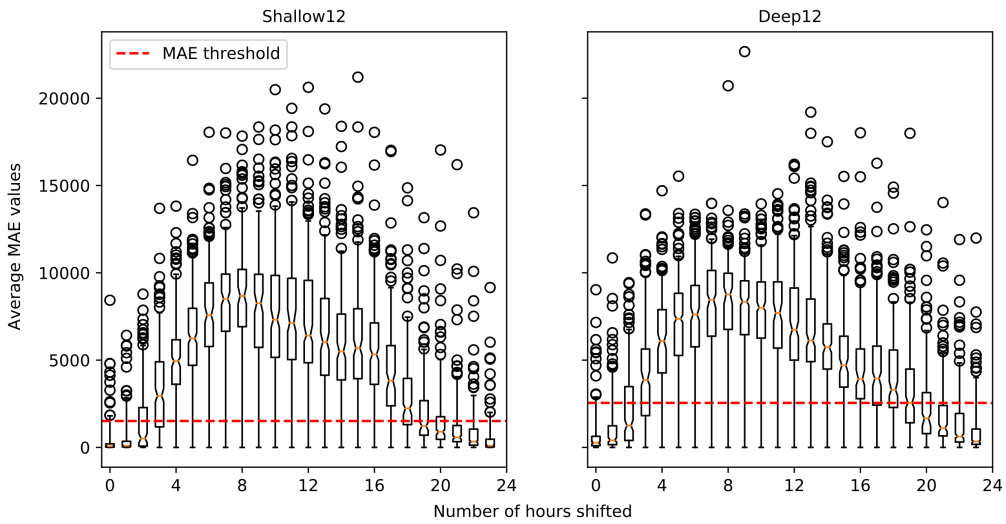 Shallow12
Deep12
MAE threshold
Average MAE values
20000
15000
10000
5000
0
0 4 8 12 16 20 24
0 4 8 12 16 20 24
Number of hours shifted